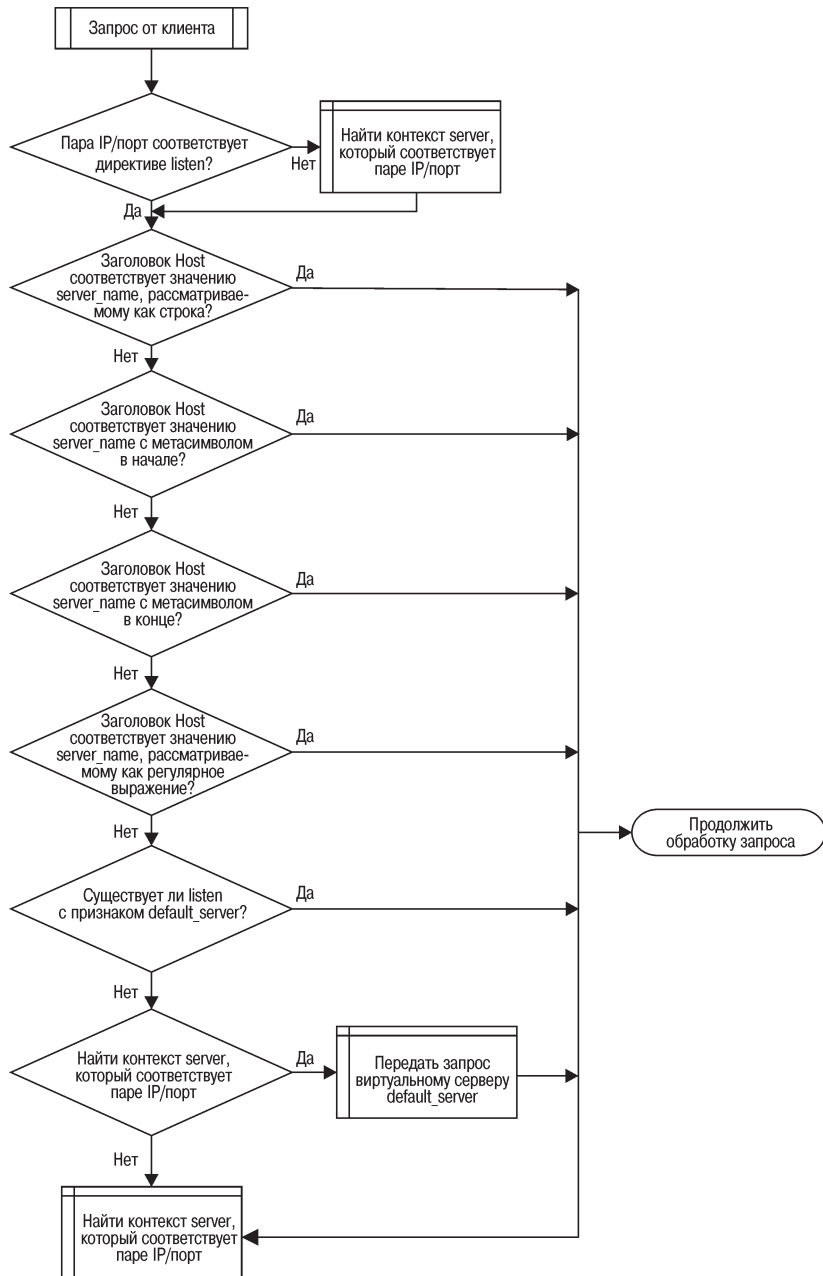 Запрос от клиента
Пара IP/порт соответствует
директиве listen?
Нет
Найти контекст server,
который соответствует
паре IP/порт
Да
Заголовок Host
соответствует значению
server_name, рассматривае-
мому как строка?
Да
Нет
Заголовок Host
соответствует значению
server_name с метасимволом
в начале?
Да
Нет
Заголовок Host
соответствует значению
server_name с метасимволом
в конце?
Да
Нет
Заголовок Host
соответствует значению
server_name, рассматривае-
мому как регулярное
выражение?
Да
Нет
Продолжить
обработку запроса
Существует ли listen
с признаком default_server?
Да
Нет
Найти контекст server,
который соответствует
паре IP/порт
Да
Передать запрос
виртуальному серверу
default_server
Нет
Найти контекст server,
который соответствует
паре IP/порт